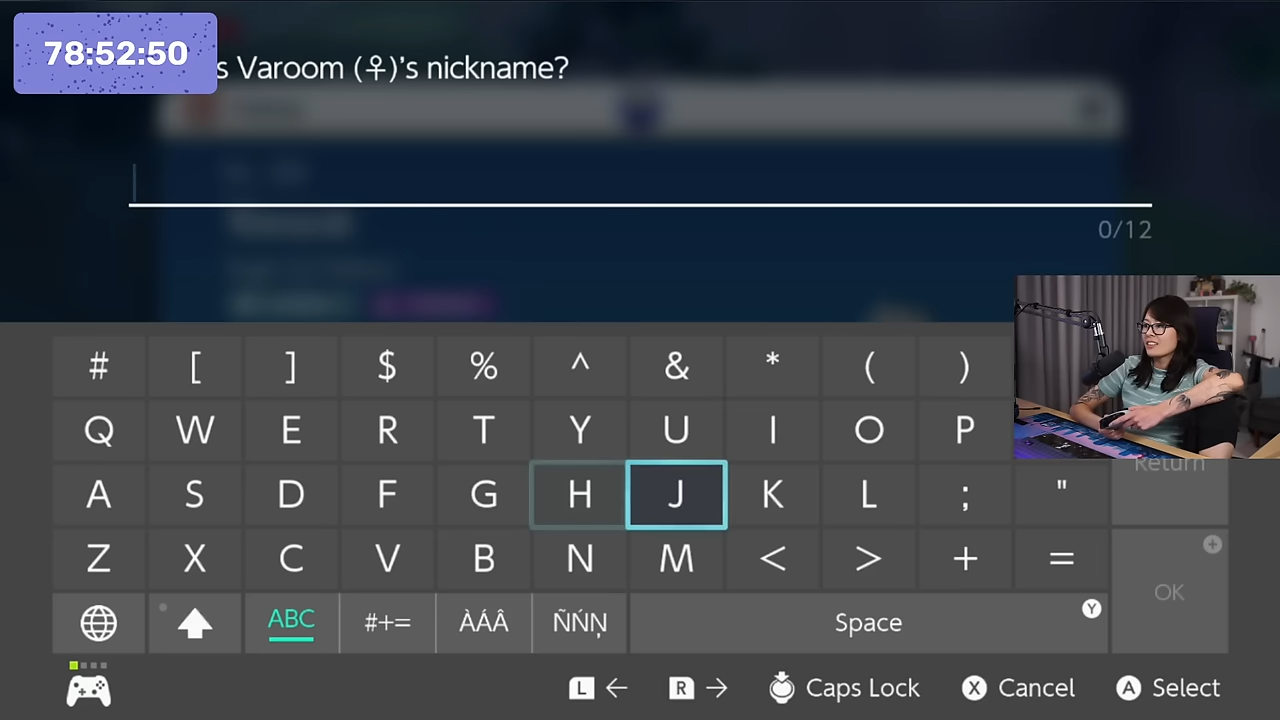 78:52:50
s Varoom (♀)'s nickname?
0/12
# [ ] $ % ^ & * ( )
Q W E R T Y U I O P
Return
A S D F G H J K L ; "
Z X C V B N M < > + =
OK
ABC #+= ÀÁÂ ÑŃŅ Space Y
L ← R → Caps Lock X Cancel A Select